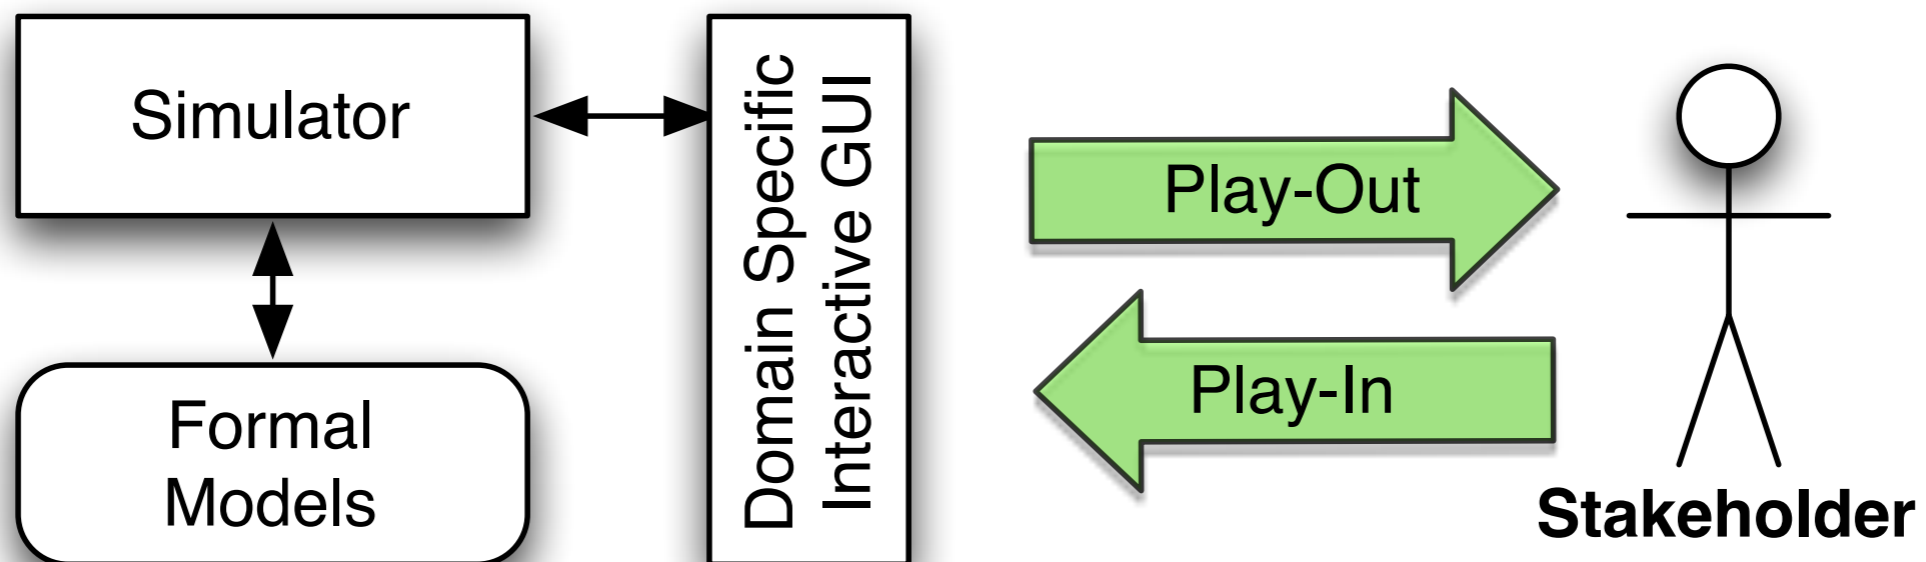 Simulator
Formal
Models
Domain Specific
Interactive GUI
Play-Out
Play-In
Stakeholder